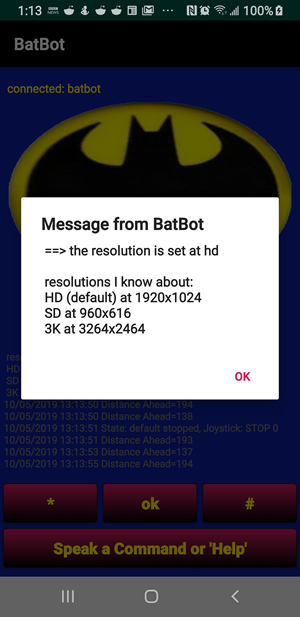 1:13
BBC
NEWS
100%
BatBot
connected: batbot
Message from BatBot
==> the resolution is set at hd
resolutions I know about:
HD (default) at 1920x1024
SD at 960x616
3K at 3264x2464
OK
res
HD
SD
3K
10/05/2019 13:13:50 Distance Ahead=194
10/05/2019 13:13:50 Distance Ahead=138
10/05/2019 13:13:51 State: default stopped, Joystick: STOP 0
10/05/2019 13:13:51 Distance Ahead=193
10/05/2019 13:13:53 Distance Ahead=137
10/05/2019 13:13:55 Distance Ahead=194
* ok #
Speak a Command or 'Help'